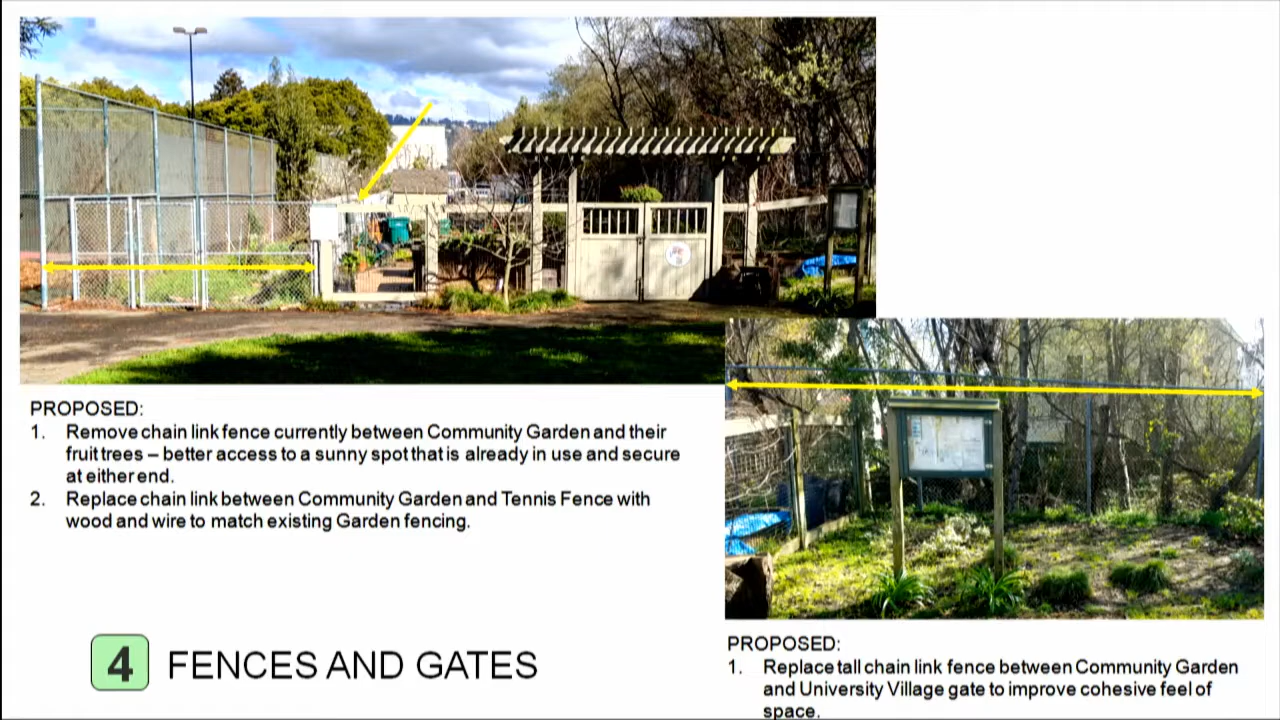 PROPOSED:
1. Remove chain link fence currently between Community Garden and their
fruit trees – better access to a sunny spot that is already in use and secure
at either end.
2. Replace chain link between Community Garden and Tennis Fence with
wood and wire to match existing Garden fencing.
4 FENCES AND GATES
PROPOSED:
1. Replace tall chain link fence between Community Garden
and University Village gate to improve cohesive feel of
space.